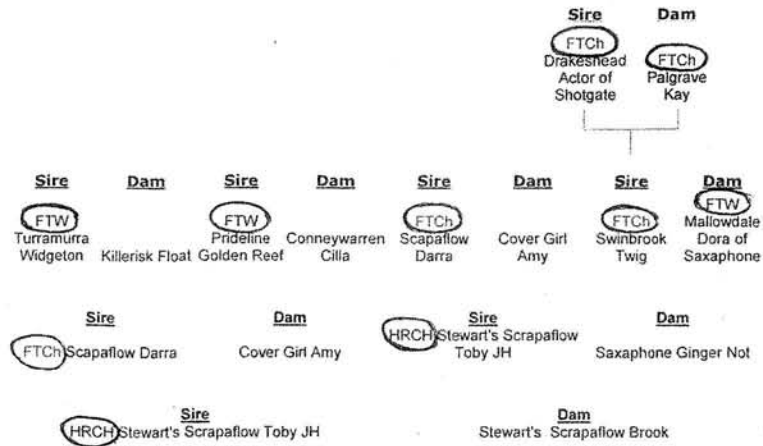 Sire Dam
FTCh FTCh
Drakeshead Palgrave
Actor of Kay
Shotgate
Sire Dam Sire Dam Sire Dam Sire Dam
FTW FTW FTCh FTCh FTW
Turramurra Killerisk Float Prideline Conneywarren Scapaflow Cover Girl Swinbrook Mallowdale
Widgeton Golden Reef Cilla Darra Amy Twig Dora of
Saxaphone
Sire Dam Sire Dam
FTCh Scapaflow Darra Cover Girl Amy HRCH Stewart's Scrapaflow Saxaphone Ginger Not
Toby JH
Sire Dam
HRCH Stewart's Scrapaflow Toby JH Stewart's Scrapaflow Brook